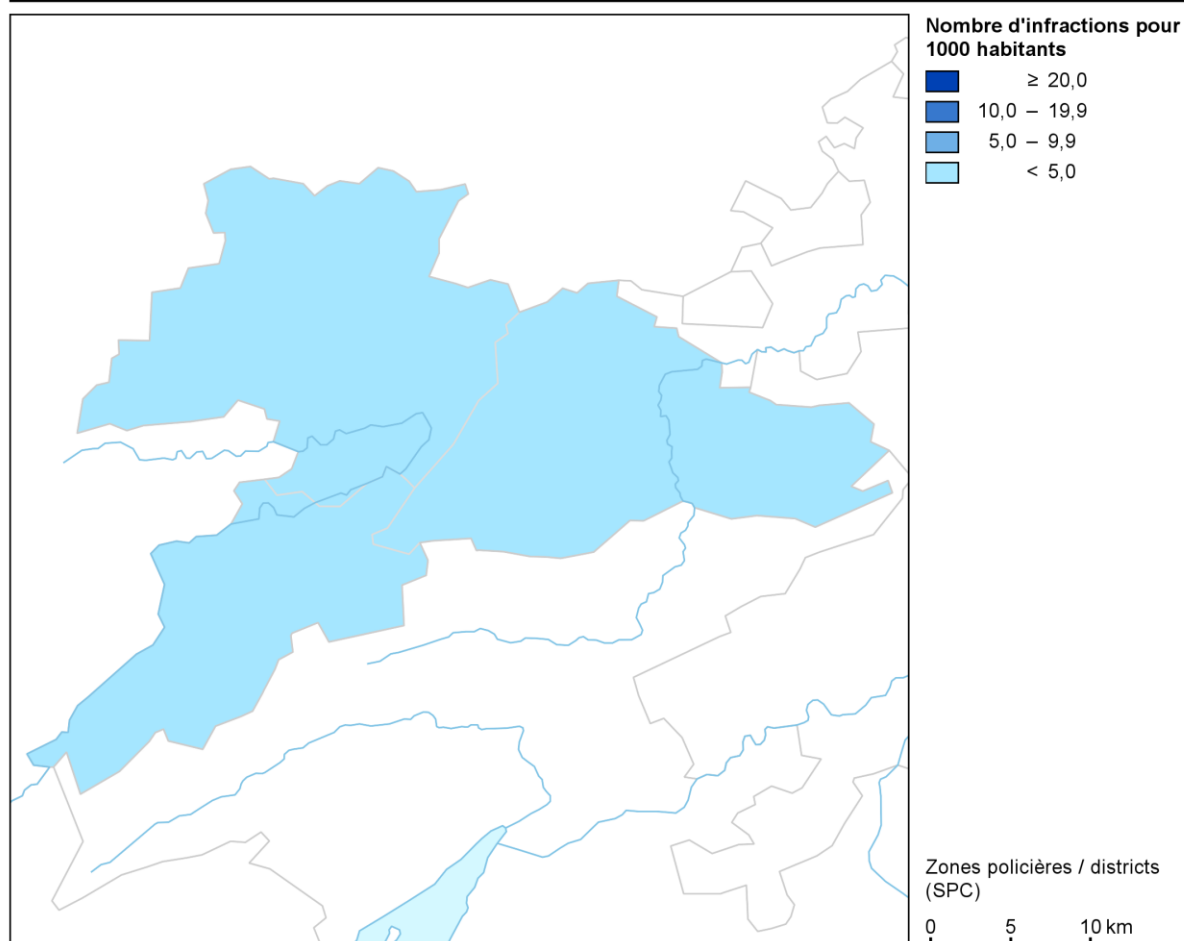 Nombre d'infractions pour
1000 habitants
≥ 20,0
10,0 – 19,9
5,0 – 9,9
< 5,0
Zones policières / districts
(SPC)
0 5 10 km